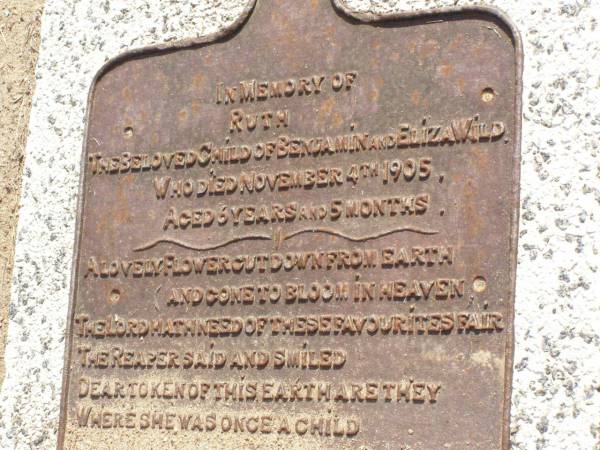 IN MEMORY OF
RUTH
THE BELOVED CHILD OF BENJAMIN AND ELIZA WILD,
WHO DIED NOVEMBER 4TH 1905,
AGED 6 YEARS AND 5 MONTHS.
A LOVELY FLOWER CUT DOWN FROM EARTH
AND GONE TO BLOOM IN HEAVEN,
THE LORD HATH NEED OF THESE FAVOURITES FAIR
THE REAPER SAID AND SMILED
DEAR TOKEN OF THIS EARTH ARE THEY
WHERE SHE WAS ONCE A CHILD